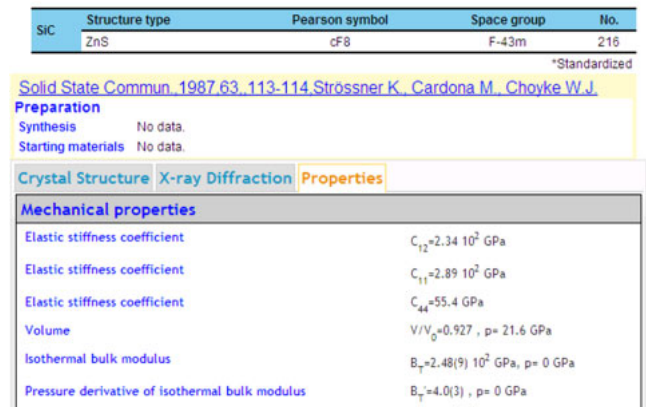 SiC Structure type Pearson symbol Space group No.
ZnS cF8 F-43m 216
*Standardized
Solid State Commun.,1987,63,,113-114,Strössner K., Cardona M., Choyke W.J.
Preparation
Synthesis No data.
Starting materials No data.
Crystal Structure X-ray Diffraction Properties
Mechanical properties
Elastic stiffness coefficient C₁₂=2.34 10² GPa
Elastic stiffness coefficient C₁₁=2.89 10² GPa
Elastic stiffness coefficient C₄₄=55.4 GPa
Volume V/V₀=0.927 , p= 21.6 GPa
Isothermal bulk modulus B_T=2.48(9) 10² GPa, p= 0 GPa
Pressure derivative of isothermal bulk modulus B_T'=4.0(3) , p= 0 GPa